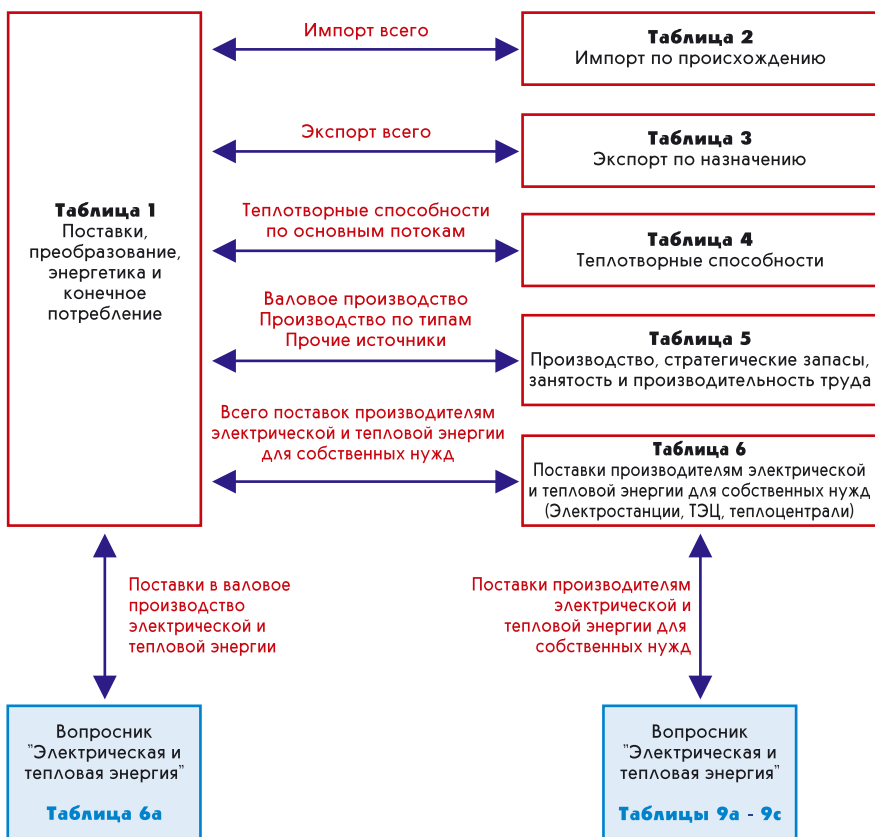 Таблица 1
Поставки,
преобразование,
энергетика и
конечное
потребление
Импорт всего
Таблица 2
Импорт по происхождению
Экспорт всего
Таблица 3
Экспорт по назначению
Теплотворные способности
по основным потокам
Таблица 4
Теплотворные способности
Валовое производство
Производство по типам
Прочие источники
Таблица 5
Производство, стратегические запасы,
занятость и производительность труда
Всего поставок производителям
электрической и тепловой энергии
для собственных нужд
Таблица 6
Поставки производителям электрической
и тепловой энергии для собственных нужд
(Электростанции, ТЭЦ, теплоцентрали)
Поставки в валовое
производство
электрической и
тепловой энергии
Поставки производителям
электрической и
тепловой энергии для
собственных нужд
Вопросник
"Электрическая и
тепловая энергия"
Таблица 6а
Вопросник
"Электрическая и
тепловая энергия"
Таблицы 9а - 9с